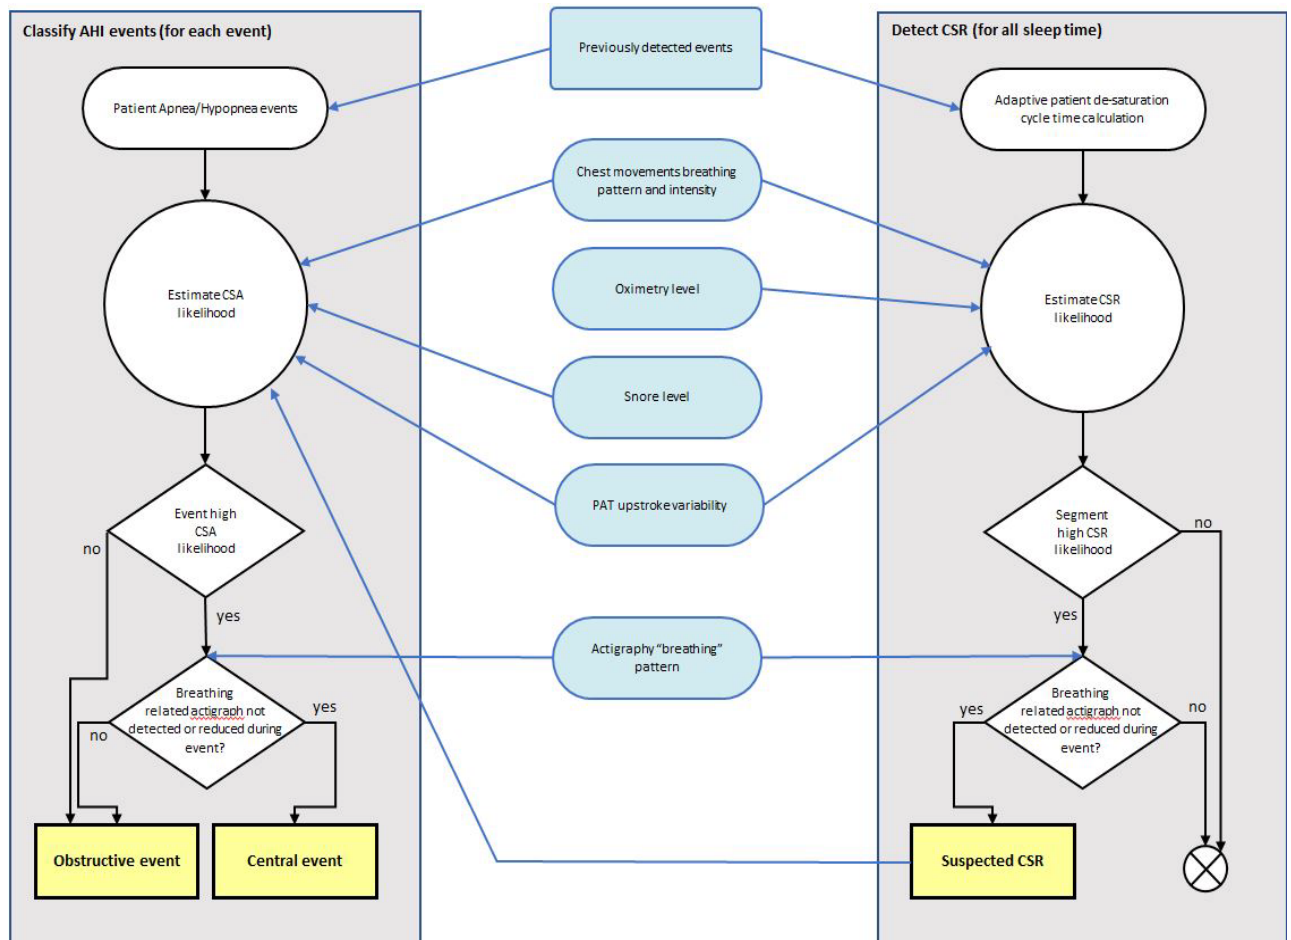 Classify AHI events (for each event)
Patient Apnea/Hypopnea events
Estimate CSA
likelihood
Event high
CSA
likelihood
no
yes
Breathing
related actigraph not
detected or reduced during
event?
no
yes
Obstructive event
Central event
Previously detected events
Chest movements breathing
pattern and intensity
Oximetry level
Snore level
PAT upstroke variability
Actigraphy “breathing”
pattern
Detect CSR (for all sleep time)
Adaptive patient de-saturation
cycle time calculation
Estimate CSR
likelihood
Segment
high CSR
likelihood
no
yes
Breathing
related actigraph not
detected or reduced during
event?
yes
no
Suspected CSR